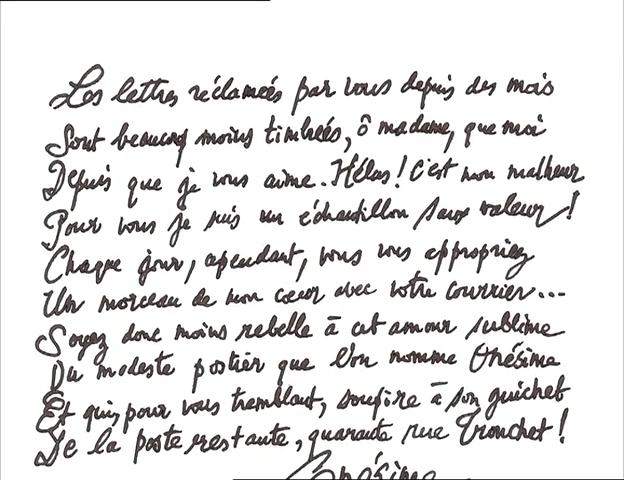 Les lettres réclamées par vous depuis des mois
Sont beaucoup moins timbrées, ô madame, que moi
Depuis que je vous aime. Hélas ! C'est mon malheur
Pour vous je suis un échantillon sans valeur !
Chaque jour, cependant, vous vous appropriez
Un morceau de mon cœur avec votre courrier...
Soyez donc moins rebelle à cet amour sublime
Du modeste postier que l'on nomme Onésime
Et qui, pour vous tremblant, soupire à son guichet
De la poste restante, quarante rue Tronchet !
Onésime